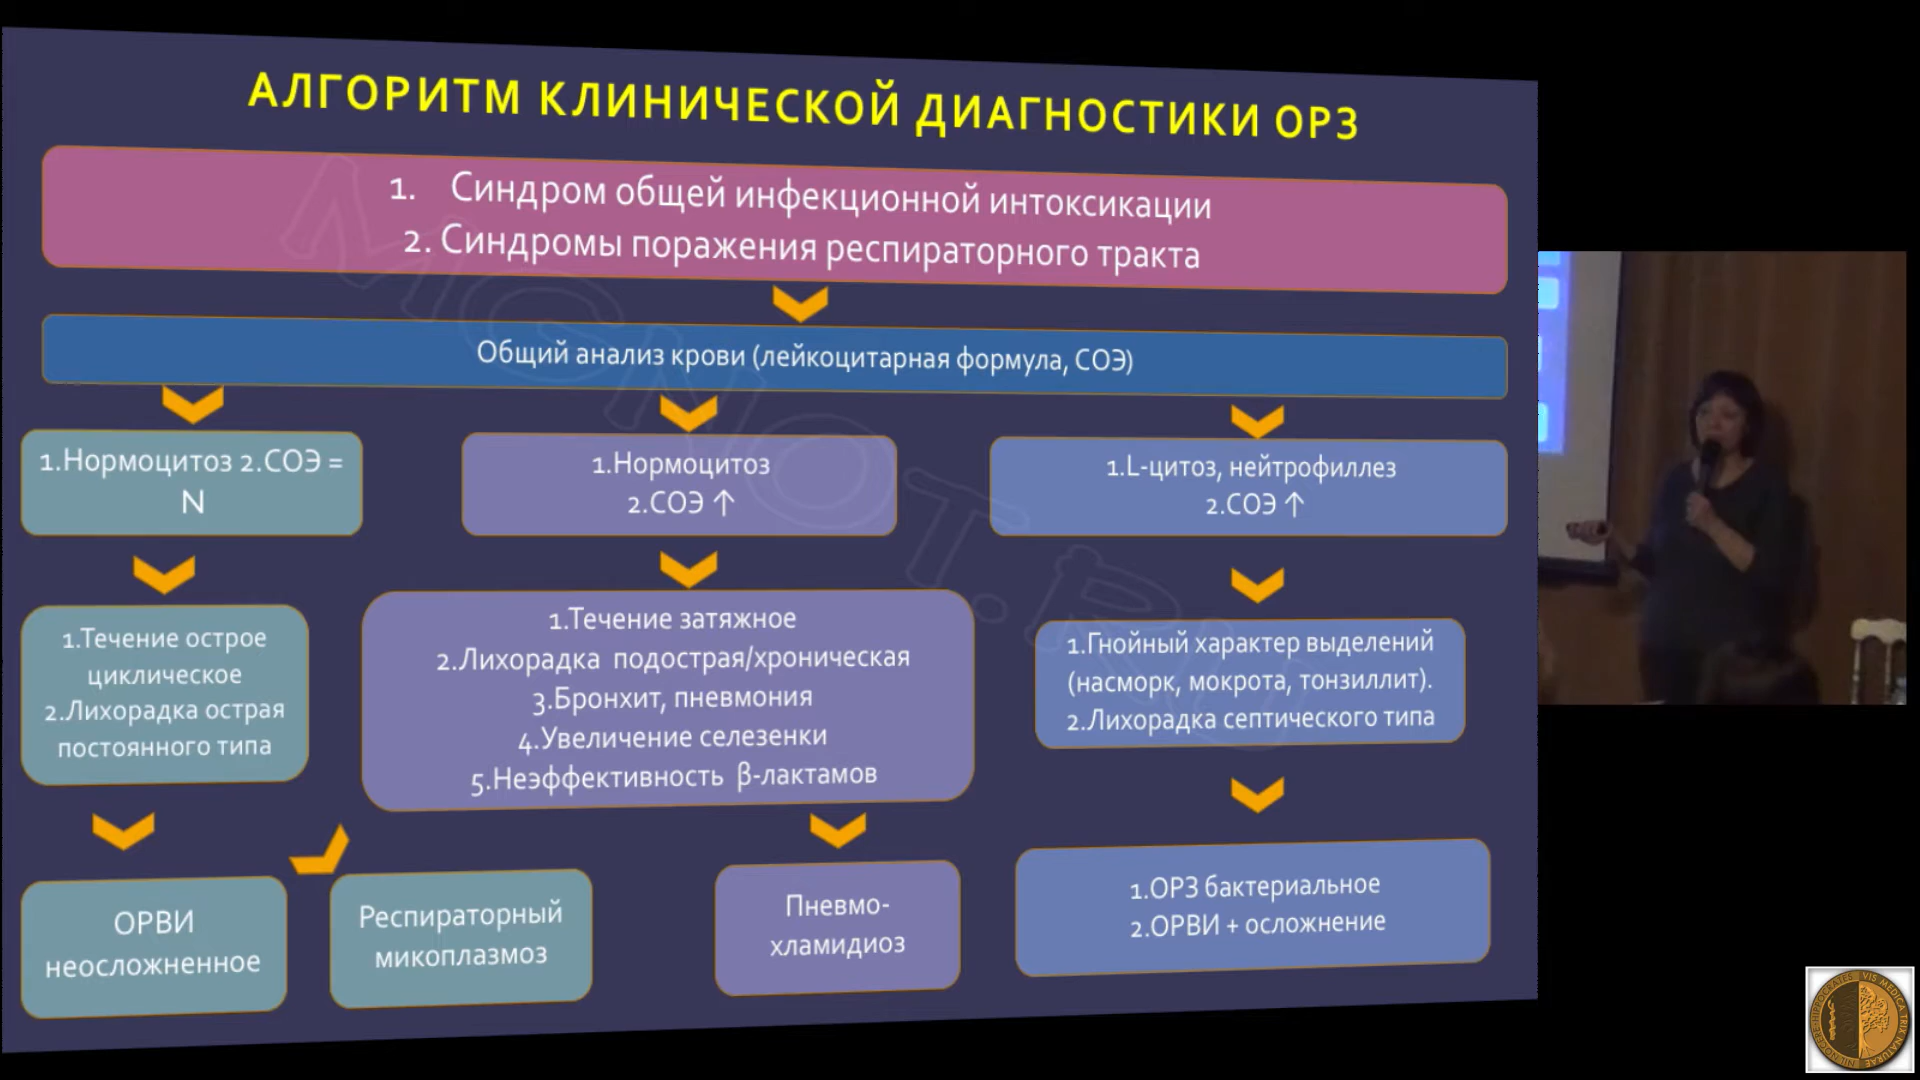 АЛГОРИТМ КЛИНИЧЕСКОЙ ДИАГНОСТИКИ ОРЗ
1. Синдром общей инфекционной интоксикации
2. Синдромы поражения респираторного тракта
Общий анализ крови (лейкоцитарная формула, СОЭ)
1.Нормоцитоз 2.СОЭ =
N
1.Нормоцитоз
2.СОЭ ↑
1.L-цитоз, нейтрофиллез
2.СОЭ ↑
1.Течение острое
циклическое
2.Лихорадка острая
постоянного типа
1.Течение затяжное
2.Лихорадка подострая/хроническая
3.Бронхит, пневмония
4.Увеличение селезенки
5.Неэффективность β-лактамов
1.Гнойный характер выделений
(насморк, мокрота, тонзиллит).
2.Лихорадка септического типа
ОРВИ
неосложненное
Респираторный
микоплазмоз
Пневмо-
хламидиоз
1.ОРЗ бактериальное
2.ОРВИ + осложнение
MGNOT.RU